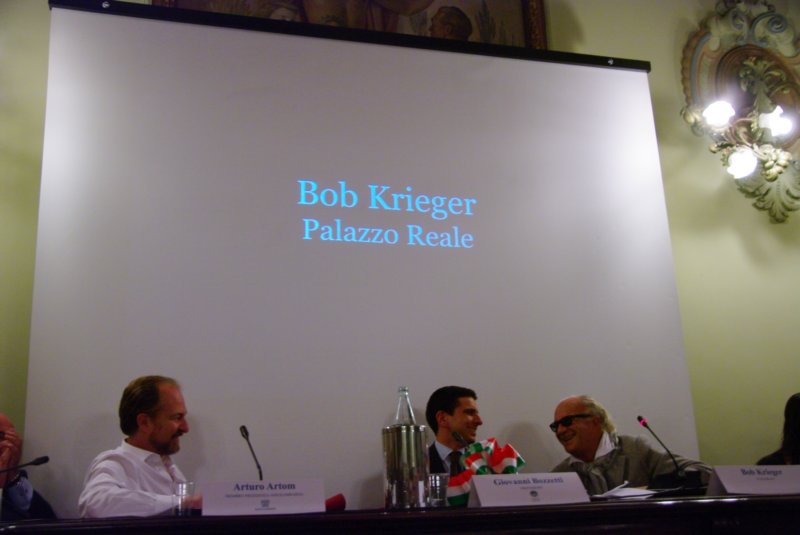 Bob Krieger
Palazzo Reale
Arturo Artom
Giovanni Bozzetti
Bob Krieger